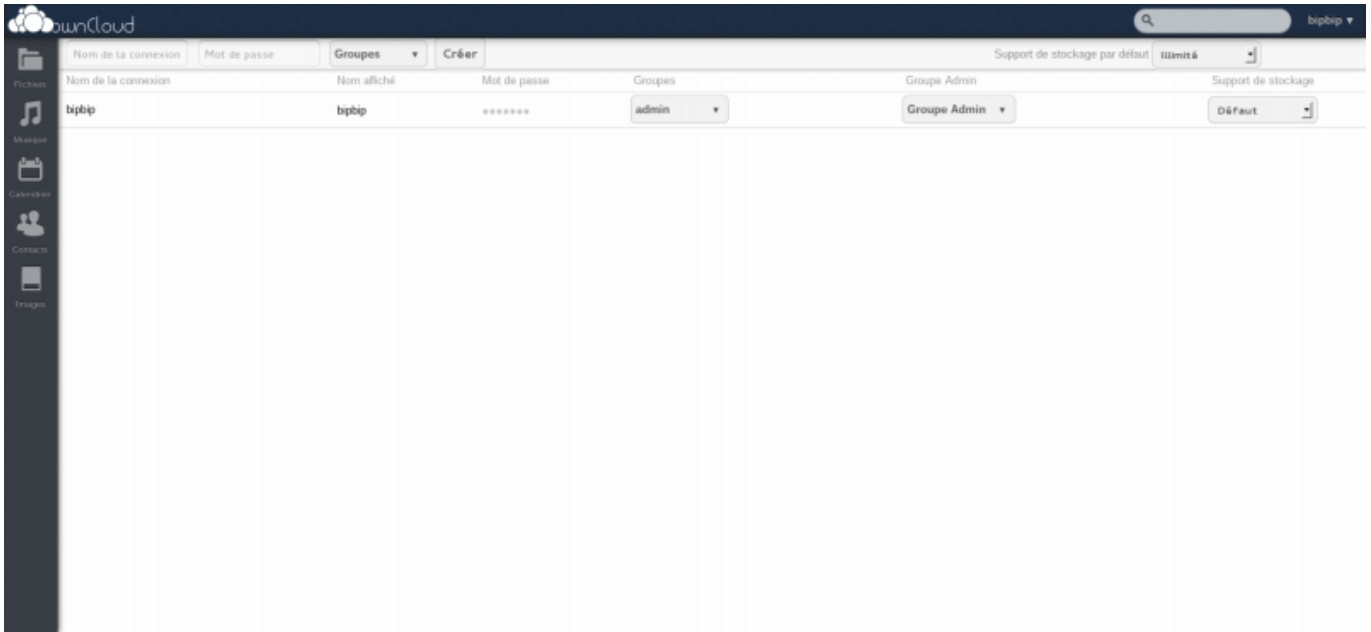 ownCloud
bipbip ▾
Nom de la connexion Mot de passe Groupes ▾ Créer Support de stockage par défaut Illimité
Nom de la connexion Nom affiché Mot de passe Groupes Groupe Admin Support de stockage
bipbip bipbip ●●●●●●● admin ▾ Groupe Admin ▾ Défaut
Fichiers
Musique
Calendrier
Contacts
Images